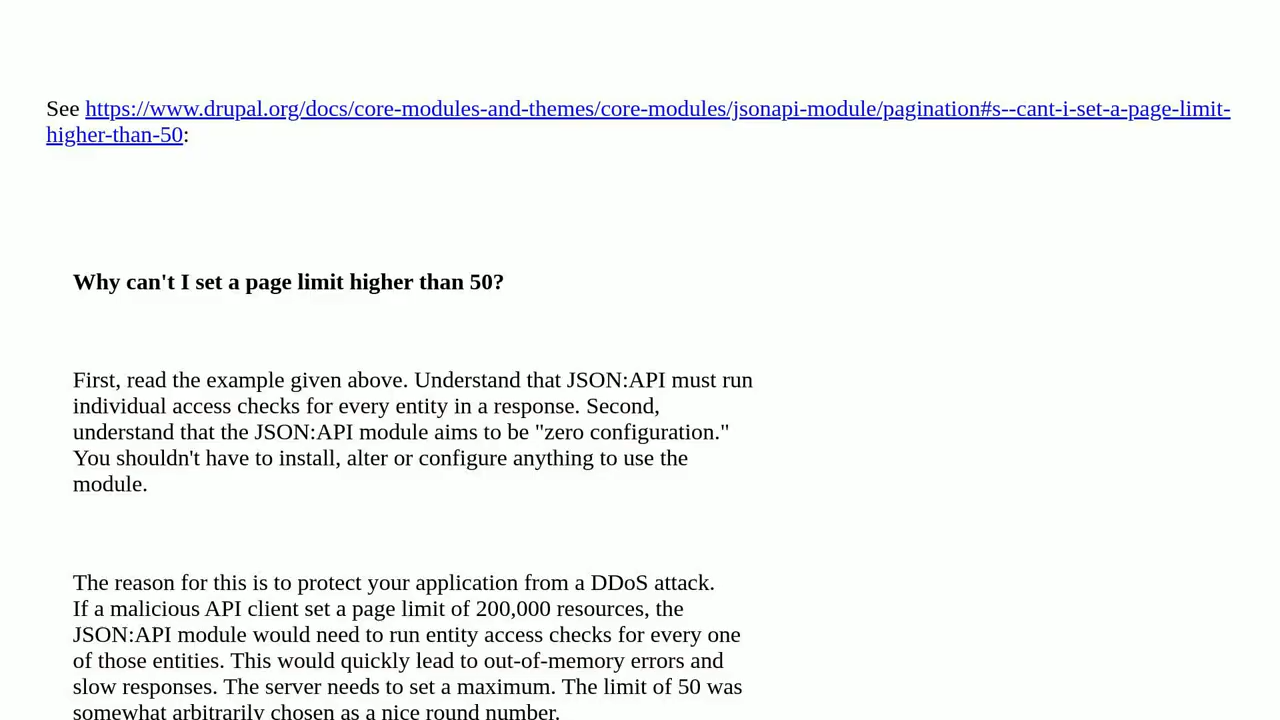 See https://www.drupal.org/docs/core-modules-and-themes/core-modules/jsonapi-module/pagination#s--cant-i-set-a-page-limit-
higher-than-50:
Why can't I set a page limit higher than 50?
First, read the example given above. Understand that JSON:API must run
individual access checks for every entity in a response. Second,
understand that the JSON:API module aims to be "zero configuration."
You shouldn't have to install, alter or configure anything to use the
module.
The reason for this is to protect your application from a DDoS attack.
If a malicious API client set a page limit of 200,000 resources, the
JSON:API module would need to run entity access checks for every one
of those entities. This would quickly lead to out-of-memory errors and
slow responses. The server needs to set a maximum. The limit of 50 was
somewhat arbitrarily chosen as a nice round number.